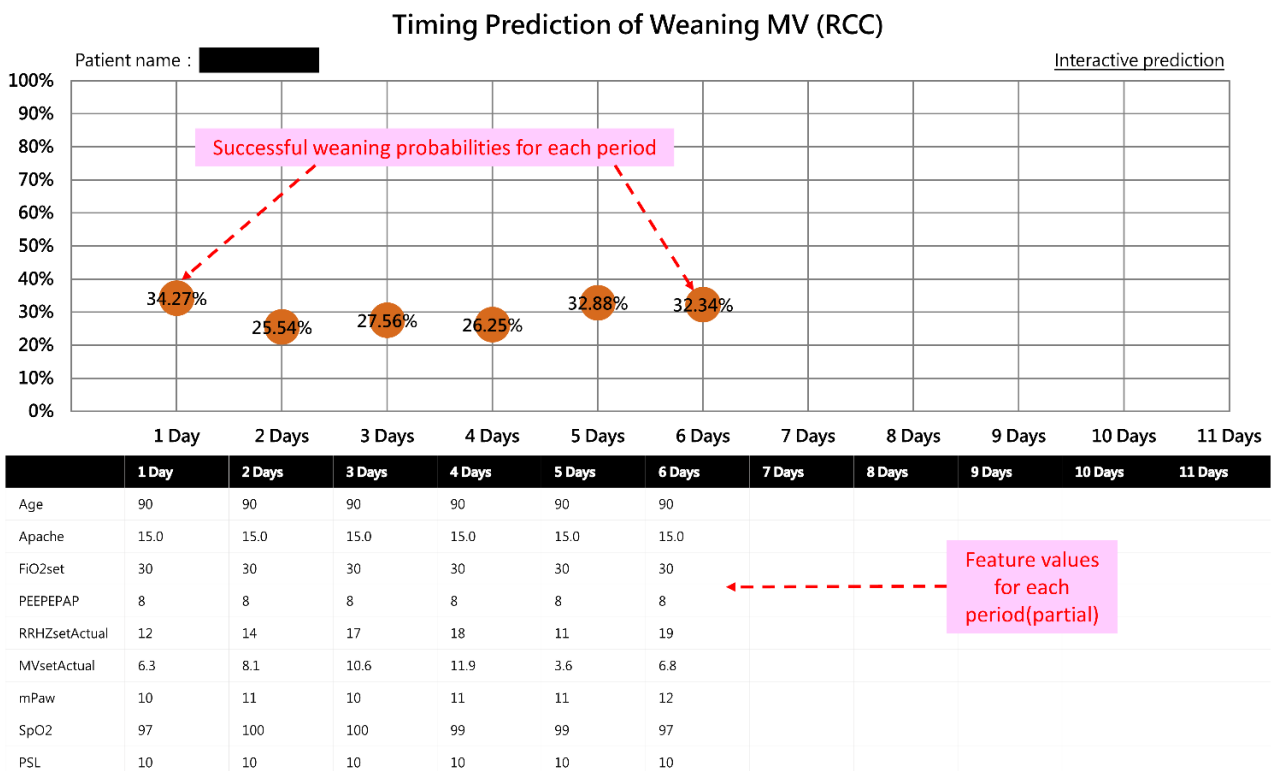 Timing Prediction of Weaning MV (RCC)
Patient name :
Interactive prediction
100%
90%
80%
70%
60%
50%
40%
30%
20%
10%
0%
Successful weaning probabilities for each period
34.27% 25.54% 27.56% 26.25% 32.88% 32.34%
1 Day 2 Days 3 Days 4 Days 5 Days 6 Days 7 Days 8 Days 9 Days 10 Days 11 Days
1 Day 2 Days 3 Days 4 Days 5 Days 6 Days 7 Days 8 Days 9 Days 10 Days 11 Days
Age 90 90 90 90 90 90
Apache 15.0 15.0 15.0 15.0 15.0 15.0
FiO2set 30 30 30 30 30 30
PEEPEPAP 8 8 8 8 8 8
RRHZsetActual 12 14 17 18 11 19
MVsetActual 6.3 8.1 10.6 11.9 3.6 6.8
mPaw 10 11 10 11 11 12
SpO2 97 100 100 99 99 97
PSL 10 10 10 10 10 10
Feature values
for each
period(partial)